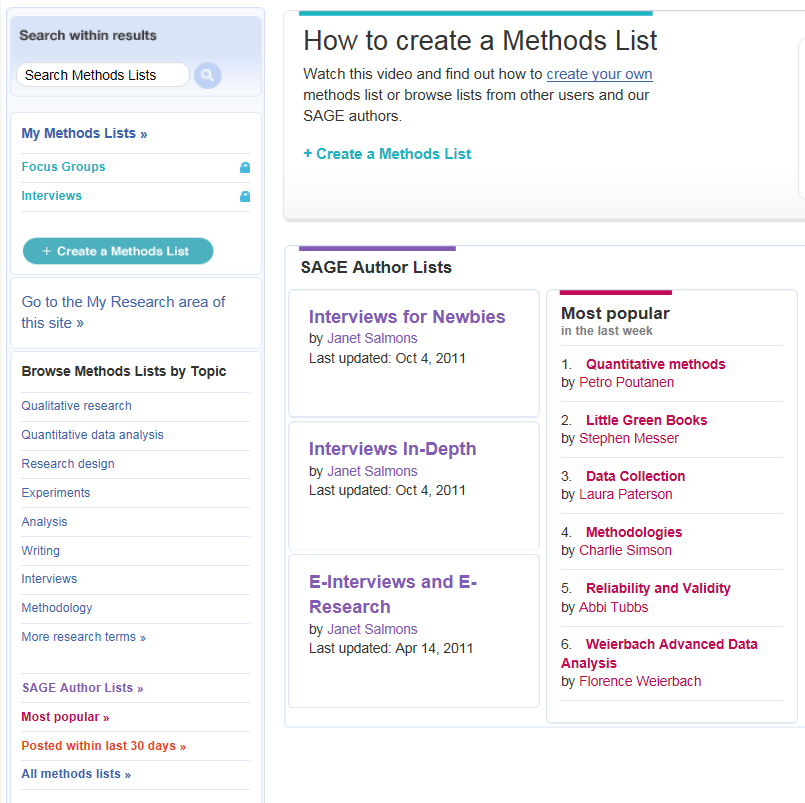 Search within results
Search Methods Lists
My Methods Lists »
Focus Groups
Interviews
+ Create a Methods List
Go to the My Research area of
this site »
Browse Methods Lists by Topic
Qualitative research
Quantitative data analysis
Research design
Experiments
Analysis
Writing
Interviews
Methodology
More research terms »
SAGE Author Lists »
Most popular »
Posted within last 30 days »
All methods lists »
How to create a Methods List
Watch this video and find out how to create your own
methods list or browse lists from other users and our
SAGE authors.
+ Create a Methods List
SAGE Author Lists
Interviews for Newbies
by Janet Salmons
Last updated: Oct 4, 2011
Interviews In-Depth
by Janet Salmons
Last updated: Oct 4, 2011
E-Interviews and E-
Research
by Janet Salmons
Last updated: Apr 14, 2011
Most popular
in the last week
1. Quantitative methods
by Petro Poutanen
2. Little Green Books
by Stephen Messer
3. Data Collection
by Laura Paterson
4. Methodologies
by Charlie Simson
5. Reliability and Validity
by Abbi Tubbs
6. Weierbach Advanced Data
Analysis
by Florence Weierbach